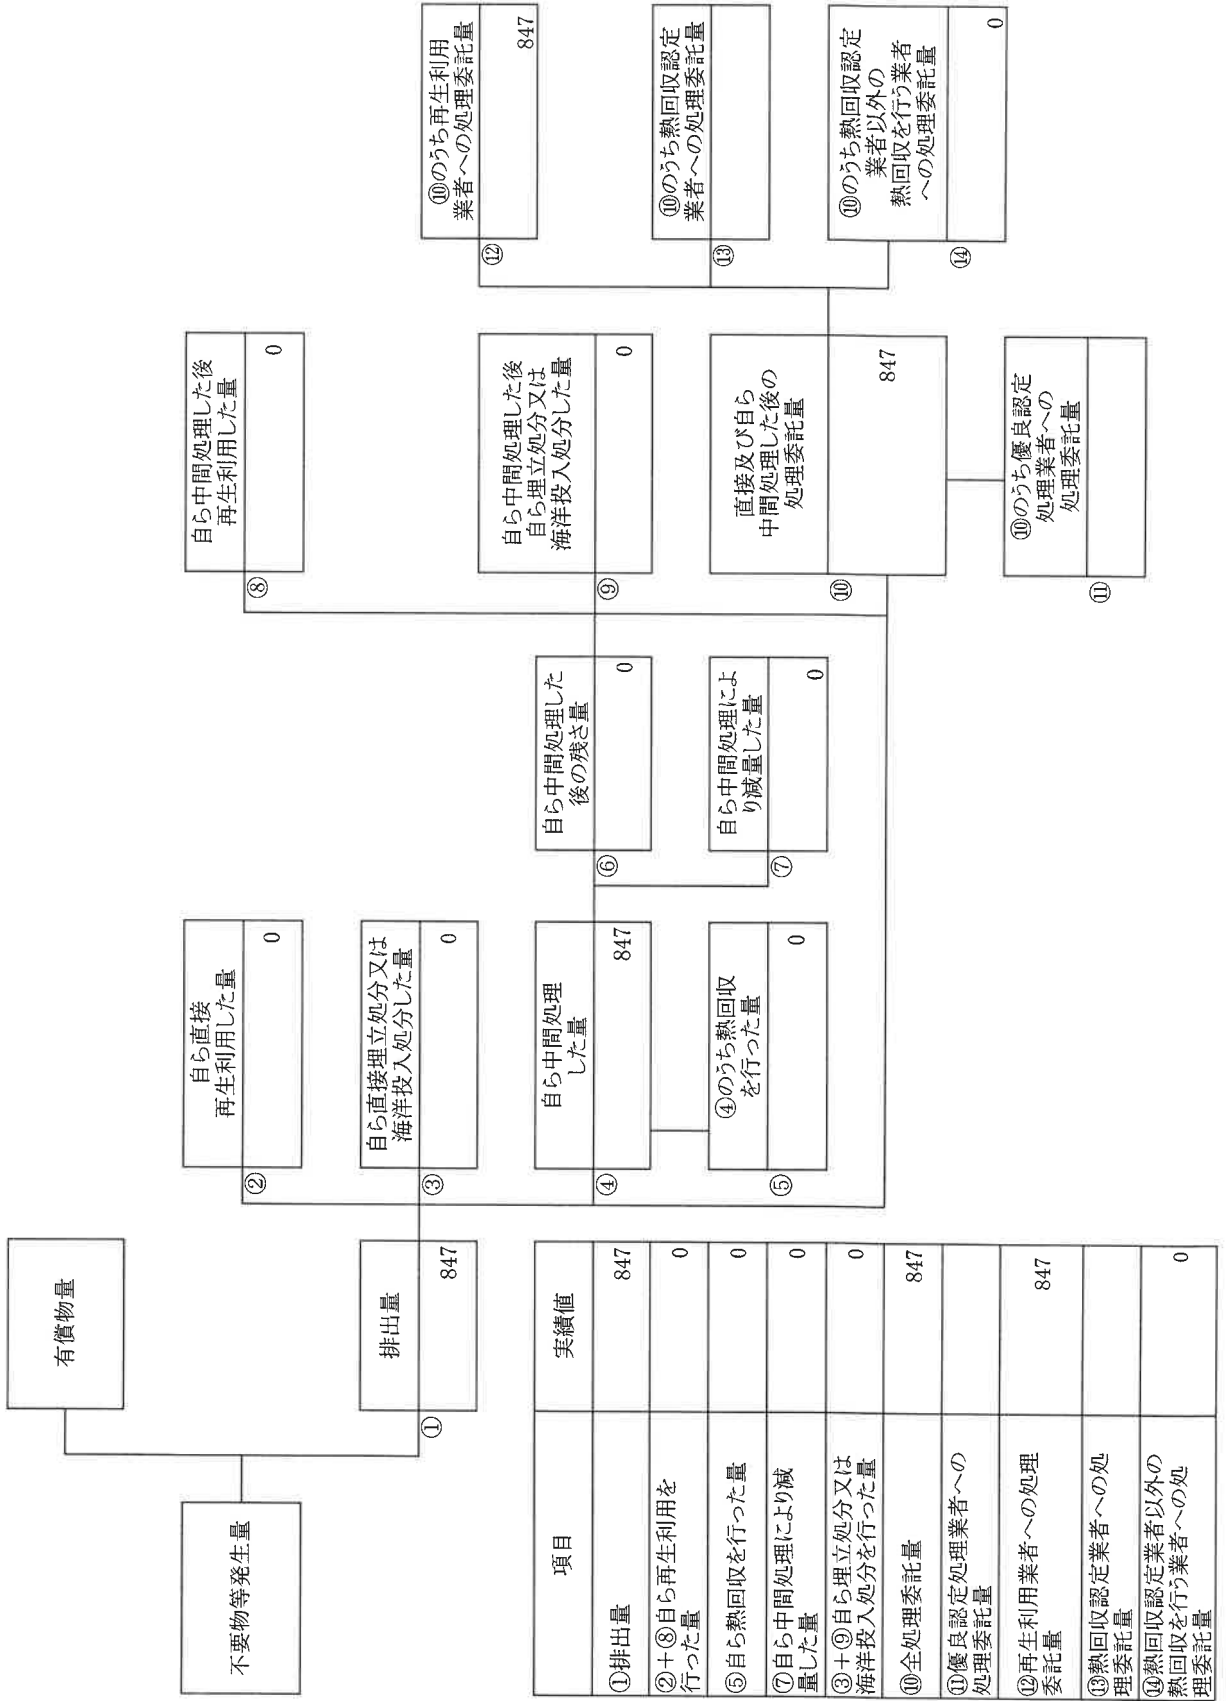 不要物等発生量
有償物量
排出量
847
①
自ら直接
再生利用した量
0
②
自ら直接埋立処分又は
海洋投入処分した量
0
③
自ら中間処理
した量
847
④
④のうち熱回収
を行った量
0
⑤
自ら中間処理した
後の残さ量
0
⑥
自ら中間処理によ
り減量した量
0
⑦
自ら中間処理した後
再生利用した量
0
⑧
自ら中間処理した後
自ら埋立処分又は
海洋投入処分した量
0
⑨
直接及び自ら
中間処理した後の
処理委託量
847
⑩
⑩のうち優良認定
処理業者への
処理委託量
⑪
⑩のうち再生利用
業者への処理委託量
847
⑫
⑩のうち熱回収認定
業者への処理委託量
⑬
⑩のうち熱回収認定
業者以外の
熱回収を行う業者
への処理委託量
0
⑭
項目 実績値
①排出量 847
②+⑧自ら再生利用を
行った量 0
⑤自ら熱回収を行った量 0
⑦自ら中間処理により減
量した量 0
③+⑨自ら埋立処分又は
海洋投入処分を行った量 0
⑩全処理委託量 847
⑪優良認定処理業者への
処理委託量
⑫再生利用業者への処理
委託量 847
⑬熱回収認定業者への処
理委託量
⑭熱回収認定業者以外の
熱回収を行う業者への処
理委託量 0